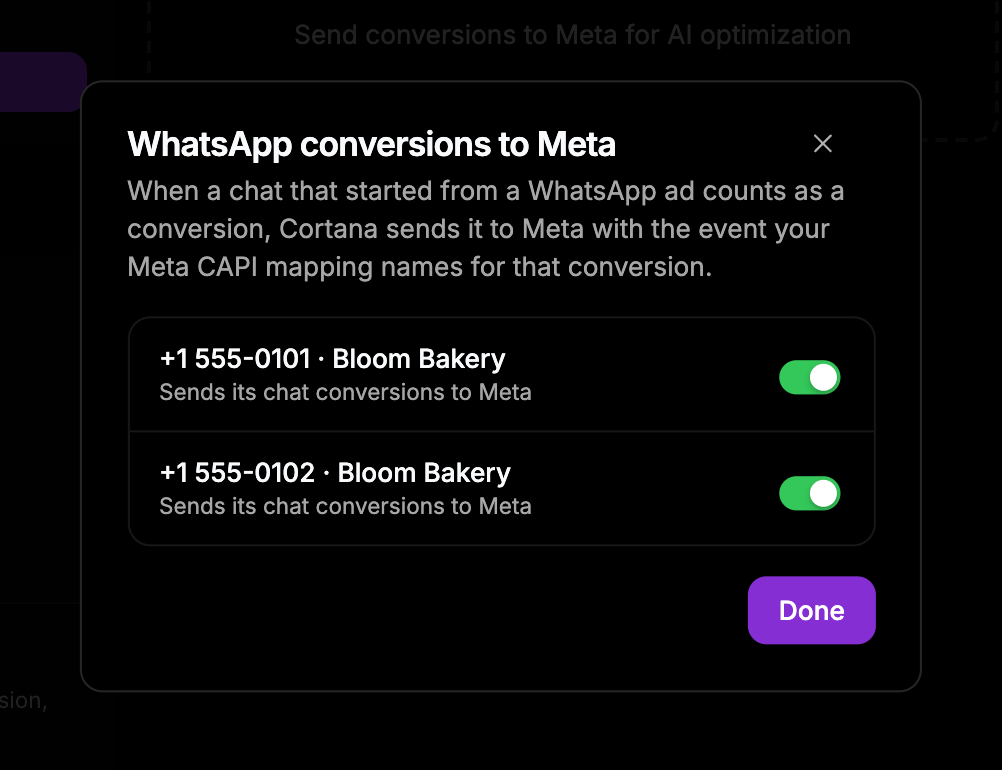 Send conversions to Meta for AI optimization
WhatsApp conversions to Meta
When a chat that started from a WhatsApp ad counts as a
conversion, Cortana sends it to Meta with the event your
Meta CAPI mapping names for that conversion.
+1 555-0101 · Bloom Bakery
Sends its chat conversions to Meta
+1 555-0102 · Bloom Bakery
Sends its chat conversions to Meta
Done
sion,